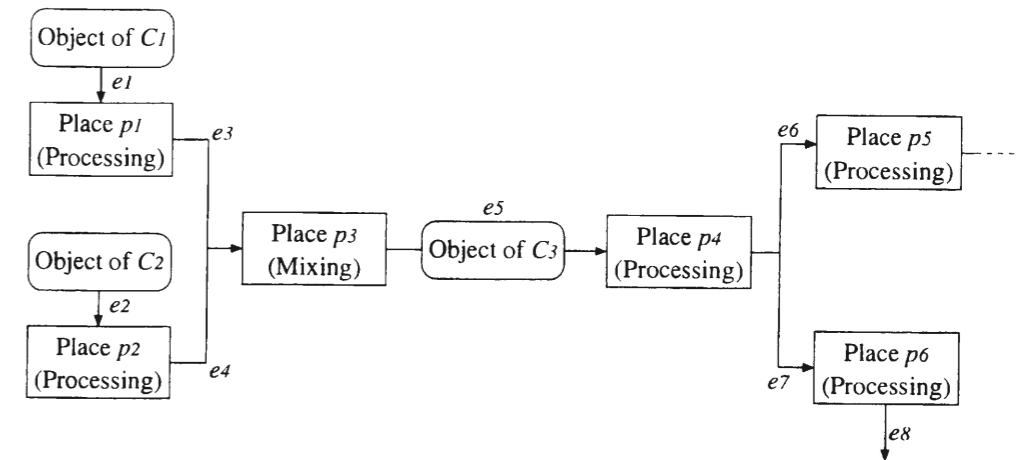 Object of C1
e1
Place p1
(Processing)
e3
Object of C2
e2
Place p2
(Processing)
e4
Place p3
(Mixing)
e5
Object of C3
Place p4
(Processing)
e6
Place p5
(Processing)
e7
Place p6
(Processing)
e8